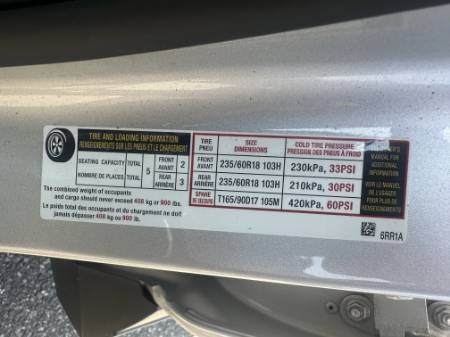 TIRE AND LOADING INFORMATION
RENSEIGNEMENTS SUR LES PNEUS ET LE CHARGEMENT
SEATING CAPACITY TOTAL 5 FRONT AVANT 2
NOMBRE DE PLACES TOTAL REAR ARRIÈRE 3
The combined weight of occupants
and cargo should never exceed 408 kg or 900 lbs.
Le poids total des occupants et du chargement ne doit
jamais dépasser 408 kg ou 900 lb.
TIRE PNEU SIZE DIMENSIONS COLD TIRE PRESSURE PRESSION DES PNEUS À FROID
FRONT AVANT 235/60R18 103H 230kPa, 33PSI
REAR ARRIÈRE 235/60R18 103H 210kPa, 30PSI
SPARE DE SECOURS T165/90D17 105M 420kPa, 60PSI
OWNER'S
MANUAL FOR
ADDITIONAL
INFORMATION
VOIR LE MANUEL
DE L'USAGER
POUR PLUS DE
RENSEIGNEMENTS
6RR1A